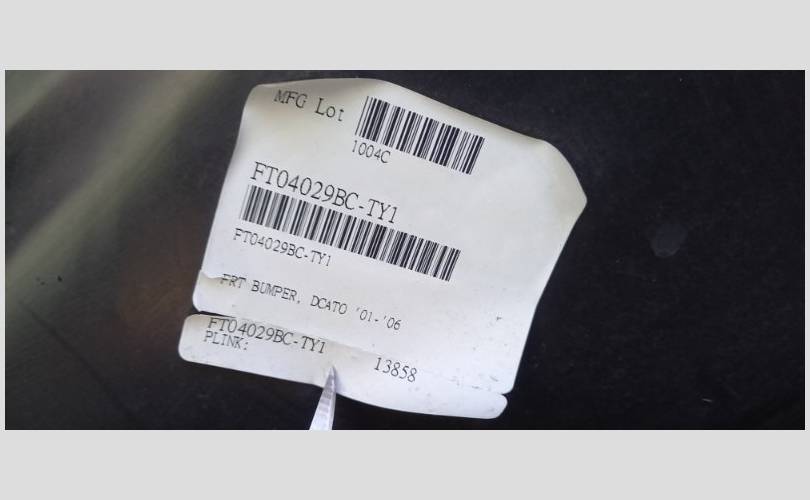 MFG Lot
1004C
FT04029BC-TY1
FT04029BC-TY1
FRT BUMPER, DCATO '01-'06
FT04029BC-TY1
PLINK:
13858